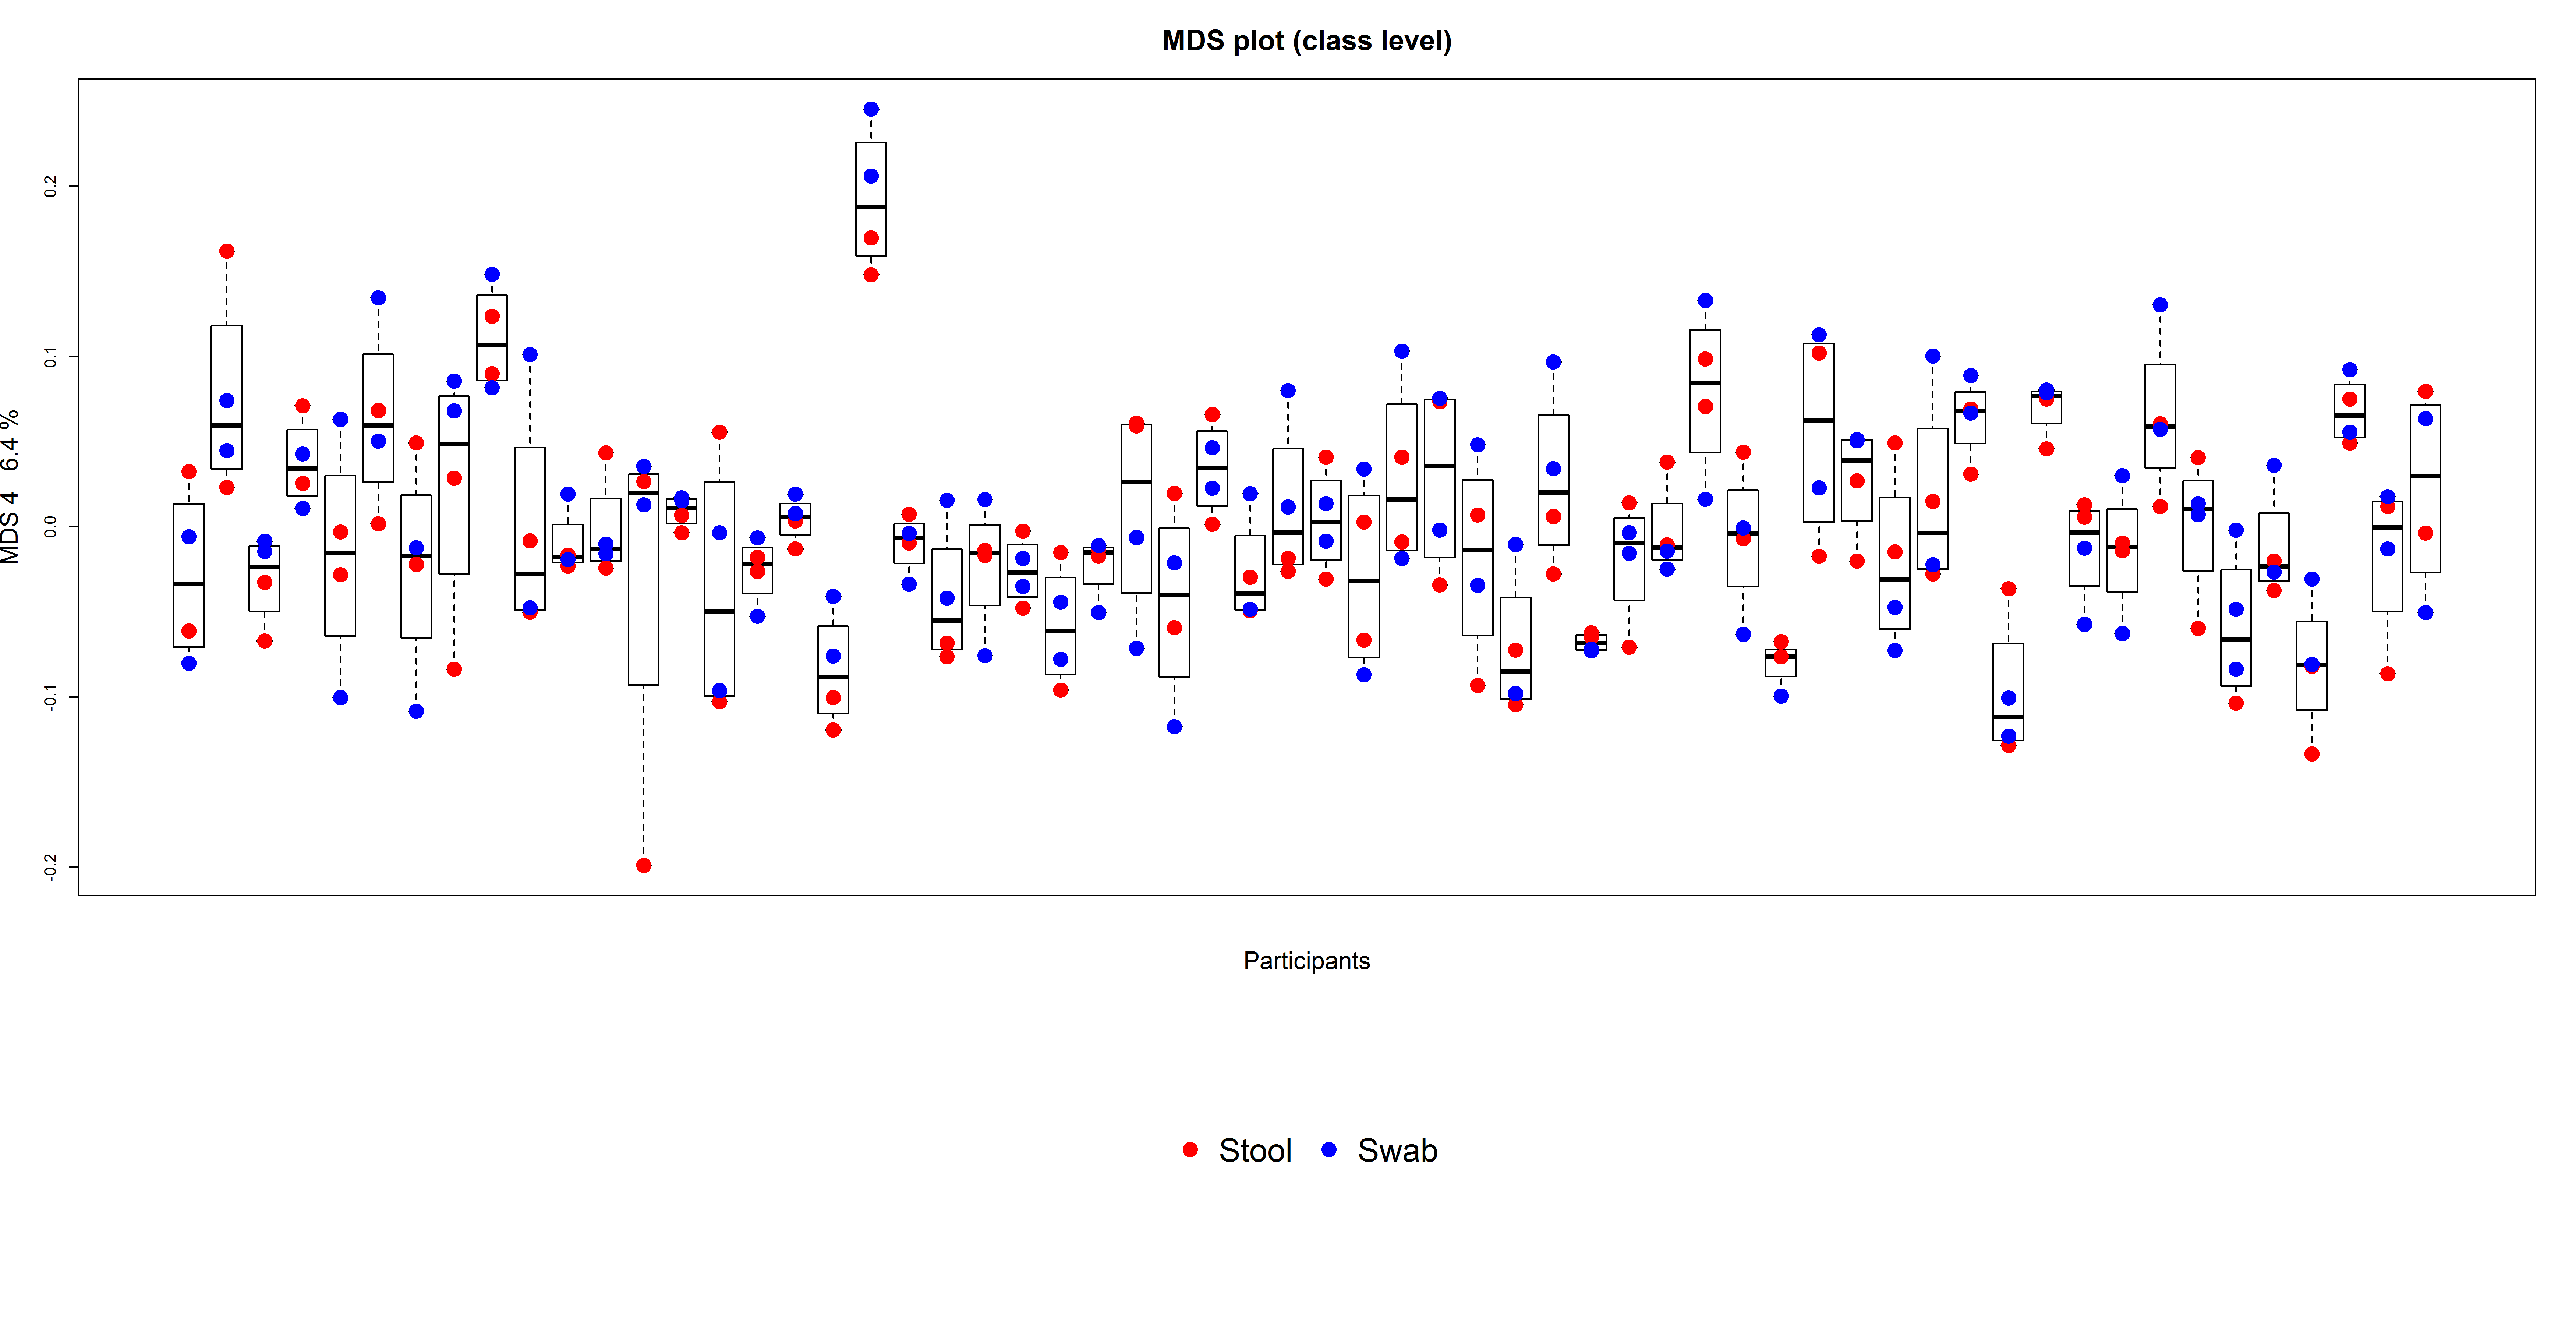 MDS plot (class level)
MDS 4 6.4 %
0.2
0.1
0.0
-0.1
-0.2
Participants
Stool
Swab